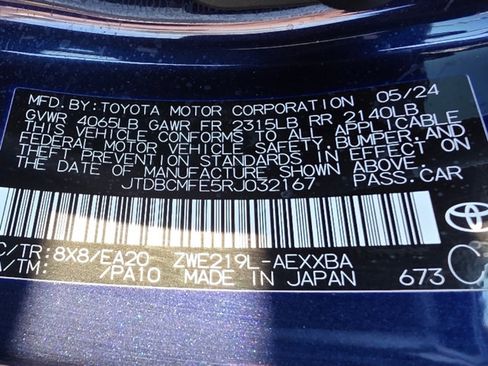 MFD.BY:TOYOTA MOTOR CORPORATION 05/24
GVWR 4065LB GAWR FR 2315LB RR 2140LB
THIS VEHICLE CONFORMS TO ALL APPLICABLE
FEDERAL MOTOR VEHICLE SAFETY,BUMPER,AND
THEFT PREVENTION STANDARDS IN EFFECT ON
THE DATE OF MANUFACTURE SHOWN ABOVE.
JTDBCMFE5RJ032167 PASS.CAR
C/TR:8X8/EA20 ZWE219L-AEXXBA
A/TM: /PA10 MADE IN JAPAN 673
TOYOTA